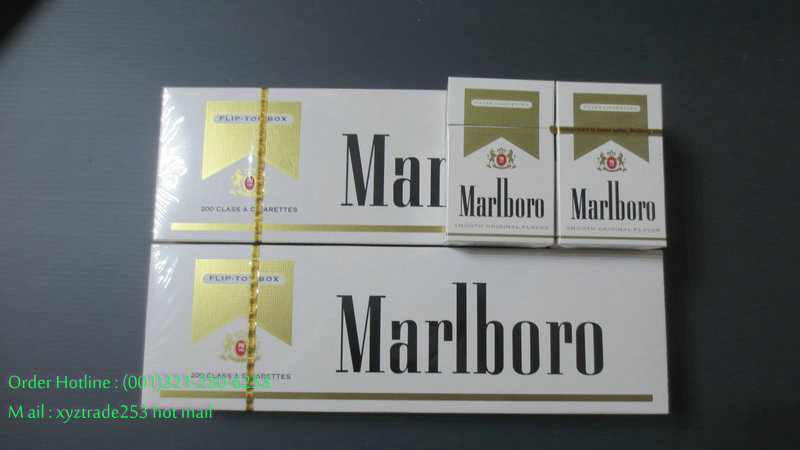 FLIP-TOP BOX
200 CLASS A CIGARETTES
Mar
FILTER CIGARETTES
Marlboro
SMOOTH ORIGINAL FLAVOR
FILTER CIGARETTES
Marlboro
SMOOTH ORIGINAL FLAVOR
FLIP-TOP BOX
200 CLASS A CIGARETTES
Marlboro
Order Hotline : (001)321-250-6253
M ail : xyztrade253 hot mail